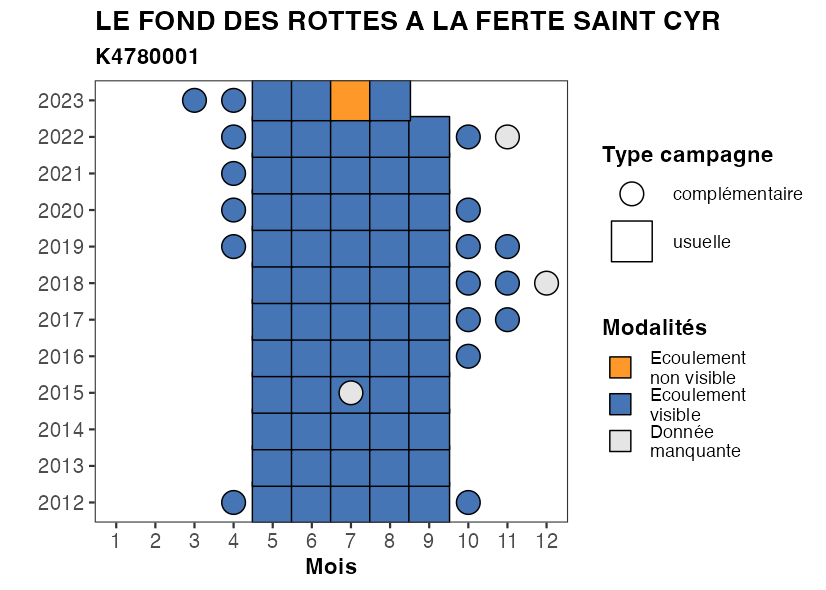 LE FOND DES ROTTES A LA FERTE SAINT CYR
K4780001
2023
2022
2021
2020
2019
2018
2017
2016
2015
2014
2013
2012
1 2 3 4 5 6 7 8 9 10 11 12
Mois
Type campagne
complémentaire
usuelle
Modalités
Ecoulement
non visible
Ecoulement
visible
Donnée
manquante